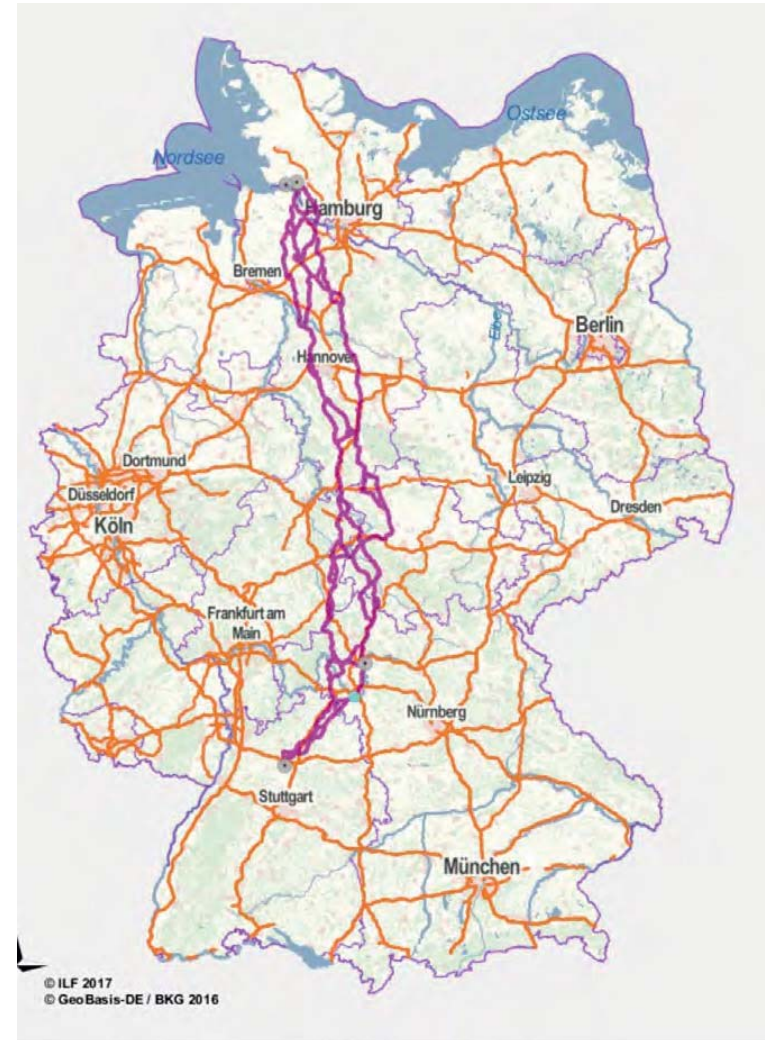 Ostsee
Nordsee
Hamburg
Bremen
Elbe
Berlin
Hannover
Dortmund
Leipzig
Düsseldorf
Dresden
Köln
Frankfurt am
Main
Nürnberg
Stuttgart
München
© ILF 2017
© GeoBasis-DE / BKG 2016